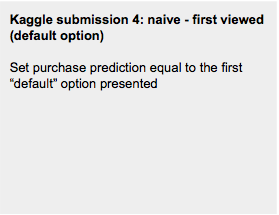 Kaggle submission 4: naive - first viewed
(default option)
Set purchase prediction equal to the first
“default” option presented